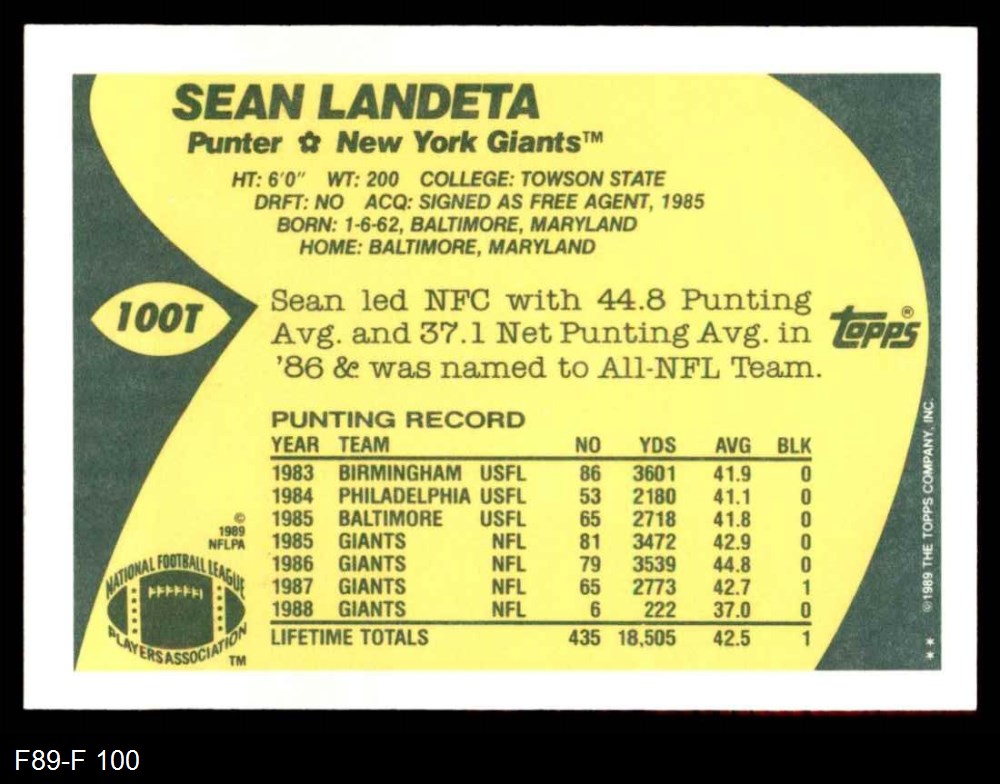 SEAN LANDETA
Punter ✿ New York Giants™
HT: 6'0" WT: 200 COLLEGE: TOWSON STATE
DRFT: NO ACQ: SIGNED AS FREE AGENT, 1985
BORN: 1-6-62, BALTIMORE, MARYLAND
HOME: BALTIMORE, MARYLAND
100T
Sean led NFC with 44.8 Punting
Avg. and 37.1 Net Punting Avg. in
'86 & was named to All-NFL Team.
TOPPS®
PUNTING RECORD
YEAR TEAM NO YDS AVG BLK
1983 BIRMINGHAM USFL 86 3601 41.9 0
1984 PHILADELPHIA USFL 53 2180 41.1 0
1985 BALTIMORE USFL 65 2718 41.8 0
1985 GIANTS NFL 81 3472 42.9 0
1986 GIANTS NFL 79 3539 44.8 0
1987 GIANTS NFL 65 2773 42.7 1
1988 GIANTS NFL 6 222 37.0 0
LIFETIME TOTALS 435 18,505 42.5 1
©
1989
NFLPA
NATIONAL FOOTBALL LEAGUE
PLAYERS ASSOCIATION
TM
©1989 THE TOPPS COMPANY, INC.
**
F89-F 100